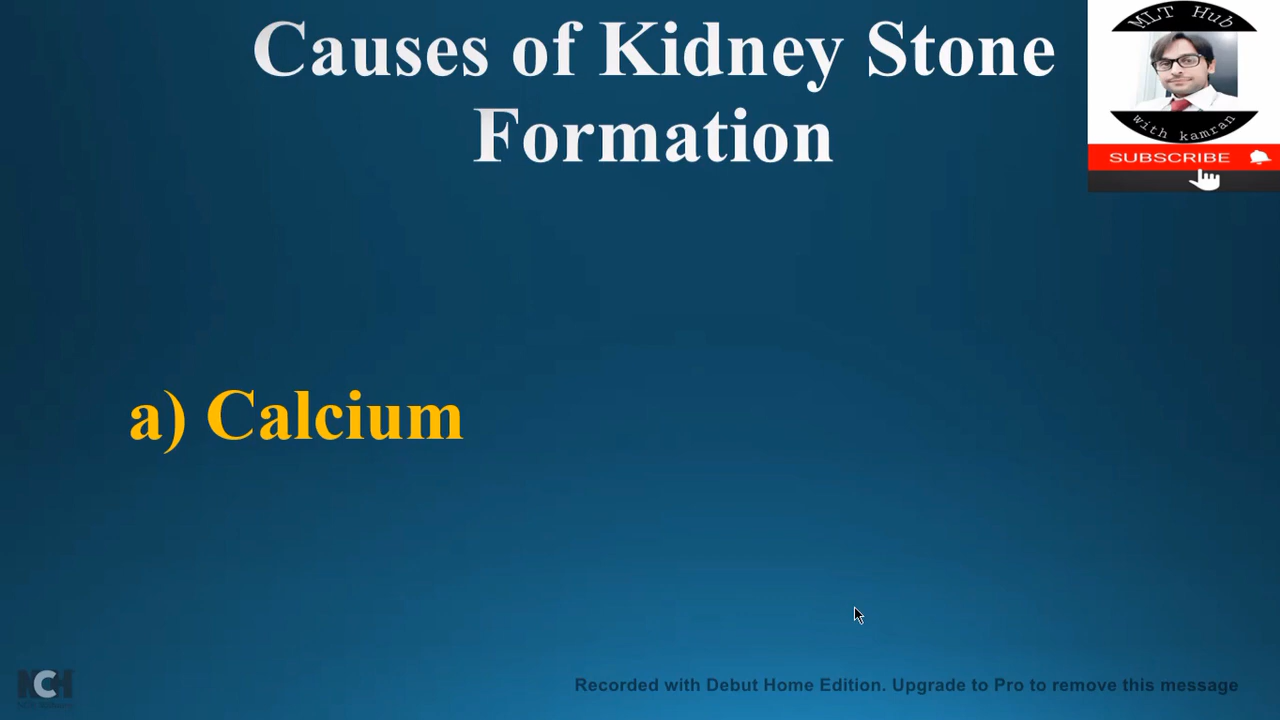 Causes of Kidney Stone
Formation
MLT Hub
with kamran
SUBSCRIBE
a) Calcium
NCH
Recorded with Debut Home Edition. Upgrade to Pro to remove this message